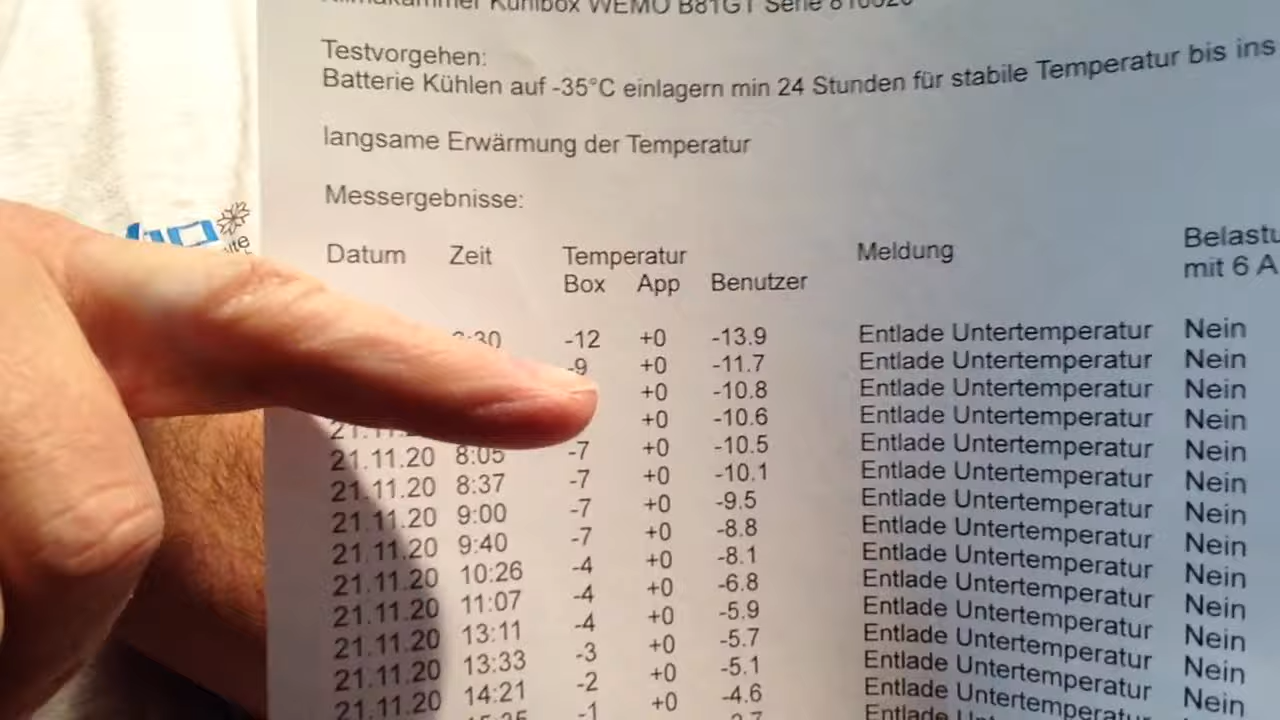 Kühlbox WEMO B81GT Serie
Testvorgehen:
Batterie Kühlen auf -35°C einlagern min 24 Stunden für stabile Temperatur bis ins
langsame Erwärmung der Temperatur
Messergebnisse:
Datum Zeit Temperatur Meldung Belastu
Box App Benutzer mit 6 A
:30 -12 +0 -13.9 Entlade Untertemperatur Nein
-9 +0 -11.7 Entlade Untertemperatur Nein
+0 -10.8 Entlade Untertemperatur Nein
+0 -10.6 Entlade Untertemperatur Nein
21.11.20 8:05 -7 +0 -10.5 Entlade Untertemperatur Nein
21.11.20 8:37 -7 +0 -10.1 Entlade Untertemperatur Nein
21.11.20 9:00 -7 +0 -9.5 Entlade Untertemperatur Nein
21.11.20 9:40 -7 +0 -8.8 Entlade Untertemperatur Nein
21.11.20 10:26 -4 +0 -8.1 Entlade Untertemperatur Nein
21.11.20 11:07 -4 +0 -6.8 Entlade Untertemperatur Nein
21.11.20 13:11 -4 +0 -5.9 Entlade Untertemperatur Nein
21.11.20 13:33 -3 +0 -5.7 Entlade Untertemperatur Nein
21.11.20 14:21 -2 +0 -5.1 Entlade Untertemperatur Nein
-1 +0 -4.6 Entlade Untertemperatur